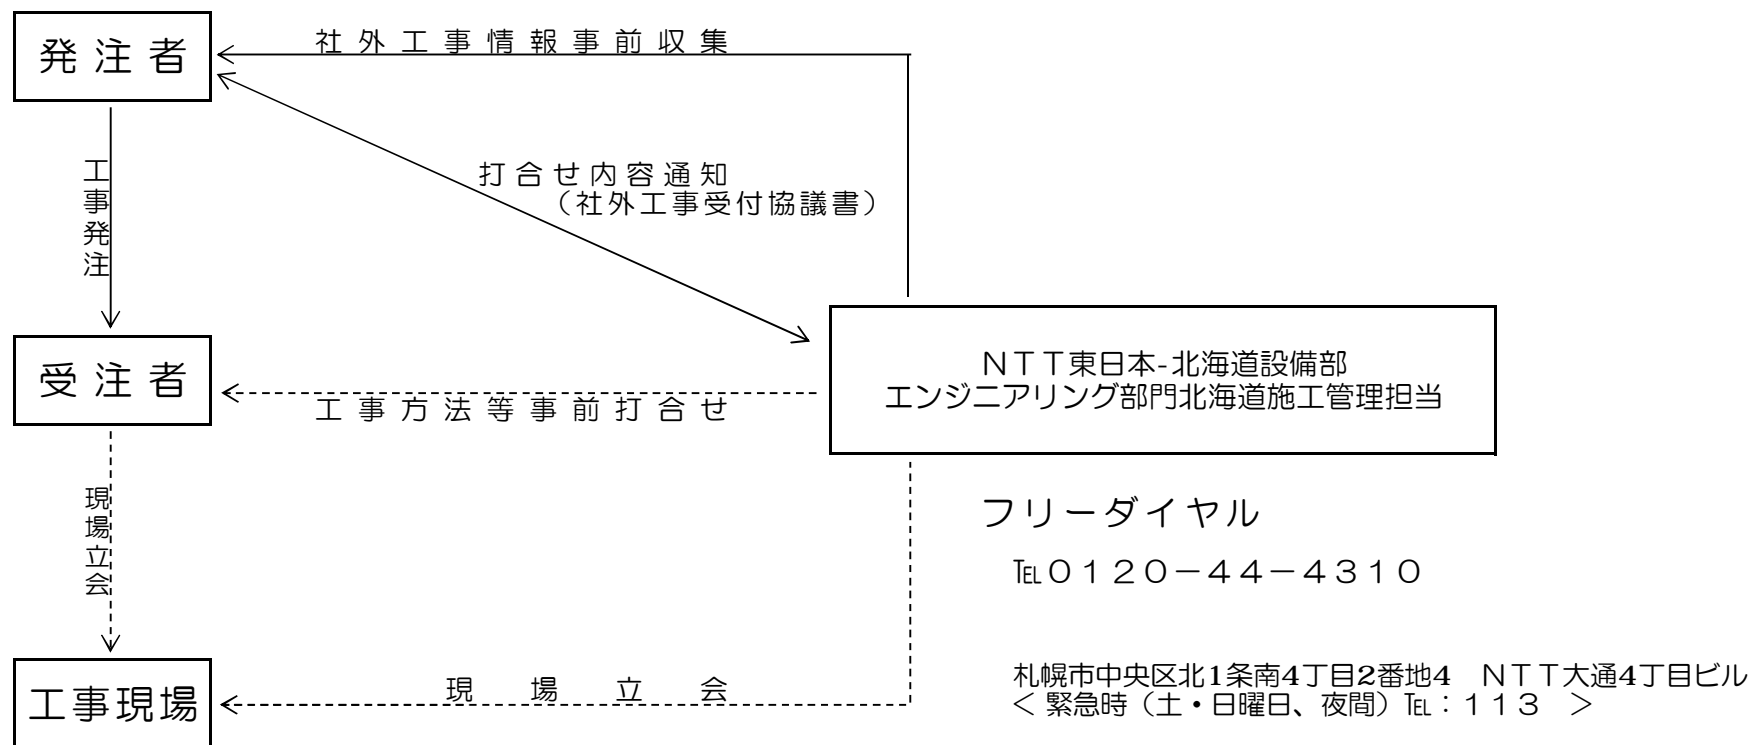 発注者
社外工事情報事前収集
工事発注
打合せ内容通知
（社外工事受付協議書）
受注者
ＮＴＴ東日本-北海道設備部
エンジニアリング部門北海道施工管理担当
工事方法等事前打合せ
現場立会
フリーダイヤル
℡０１２０－４４－４３１０
工事現場
現場立会
札幌市中央区北1条南4丁目2番地4　ＮＴＴ大通4丁目ビル
＜ 緊急時（土・日曜日、夜間）℡：１１３　＞